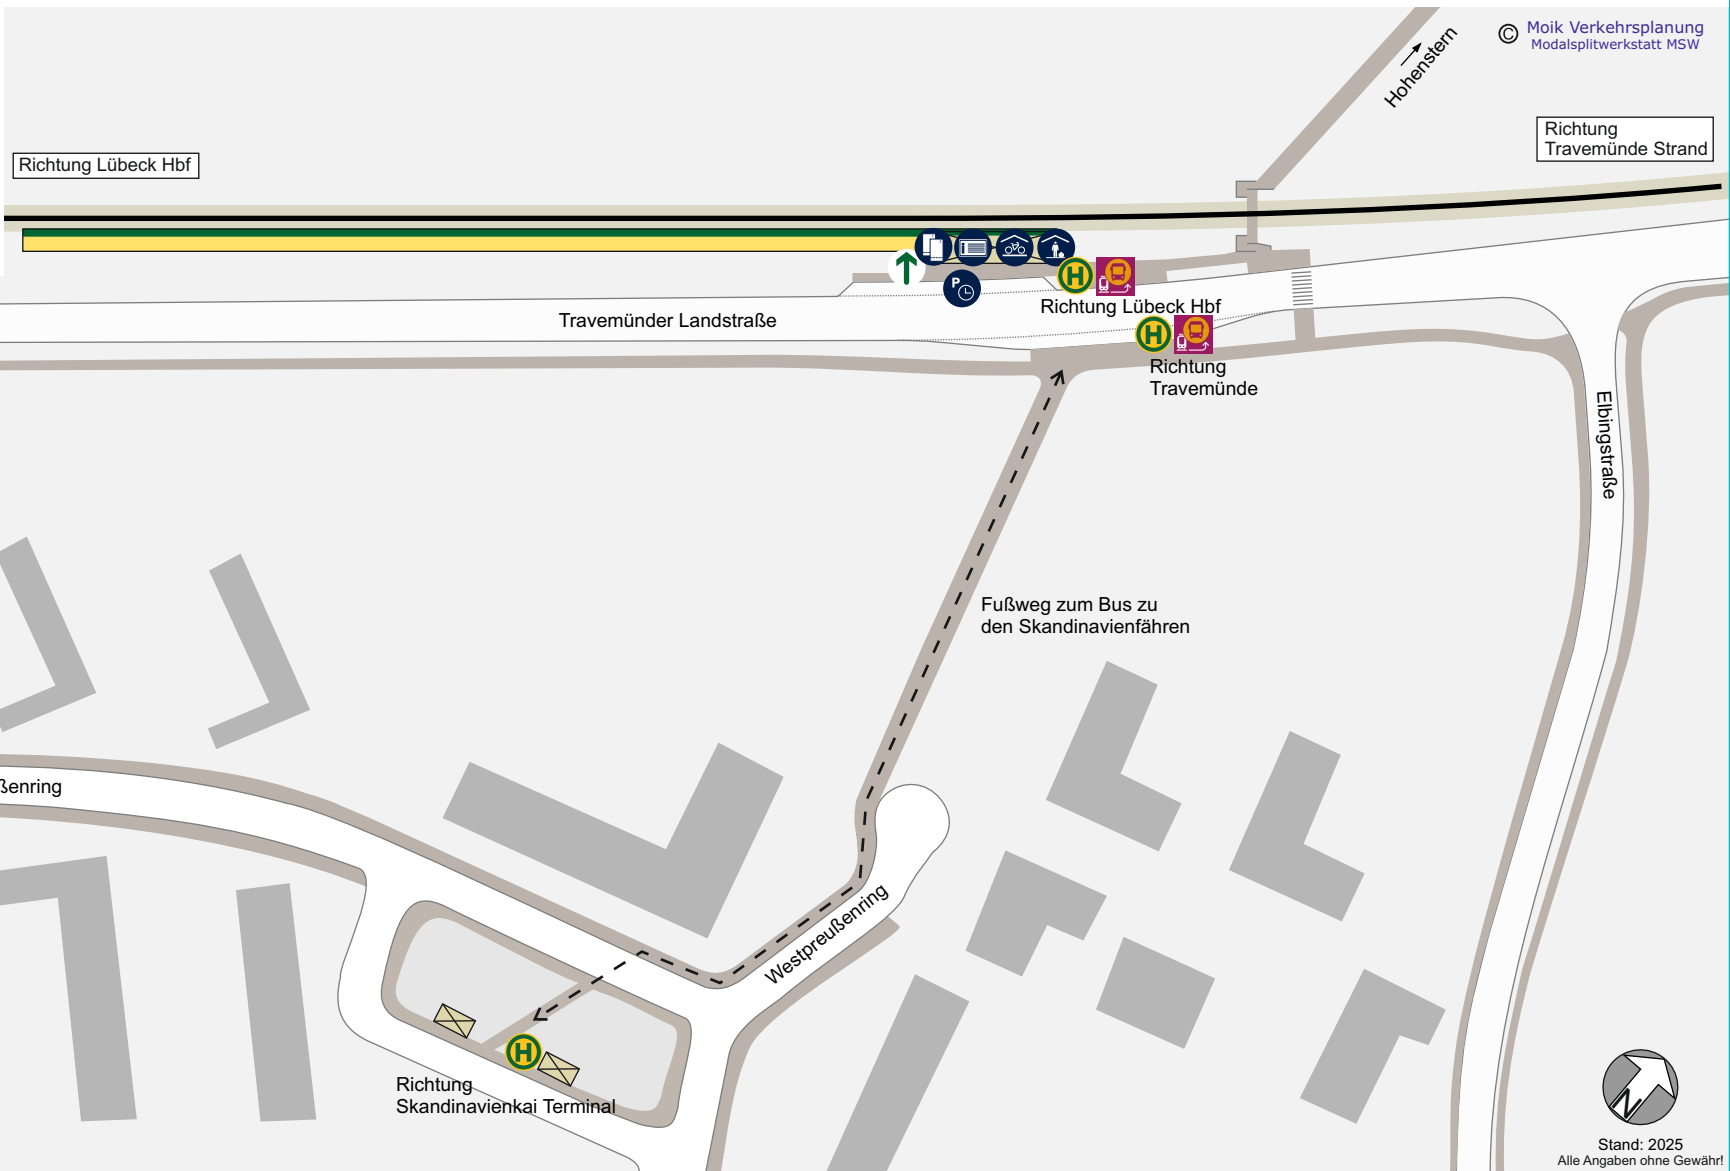 © Moik Verkehrsplanung
Modalsplitwerkstatt MSW
Hohenstern
Richtung
Travemünde Strand
Richtung Lübeck Hbf
P
H
Richtung Lübeck Hbf
Travemünder Landstraße
H
Richtung
Travemünde
Elbingstraße
Fußweg zum Bus zu
den Skandinavienfähren
ßenring
Westpreußenring
H
Richtung
Skandinavienkai Terminal
N
Stand: 2025
Alle Angaben ohne Gewähr!